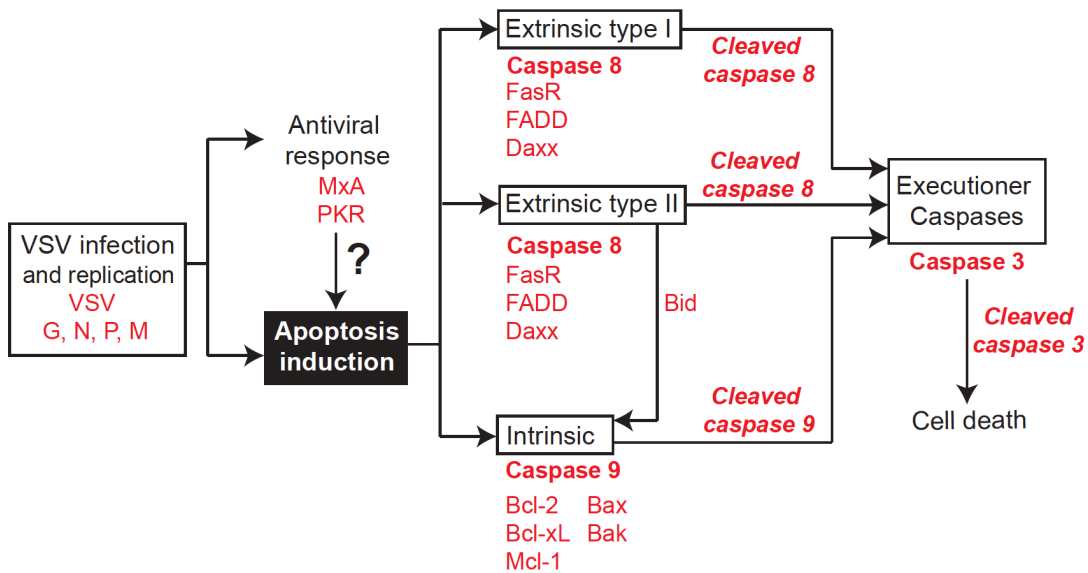 VSV infection
and replication
VSV
G, N, P, M
Antiviral
response
MxA
PKR
?
Apoptosis
induction
Extrinsic type I
Caspase 8
FasR
FADD
Daxx
Cleaved
caspase 8
Extrinsic type II
Caspase 8
FasR
FADD
Daxx
Cleaved
caspase 8
Bid
Intrinsic
Caspase 9
Bcl-2 Bax
Bcl-xL Bak
Mcl-1
Cleaved
caspase 9
Executioner
Caspases
Caspase 3
Cleaved
caspase 3
Cell death